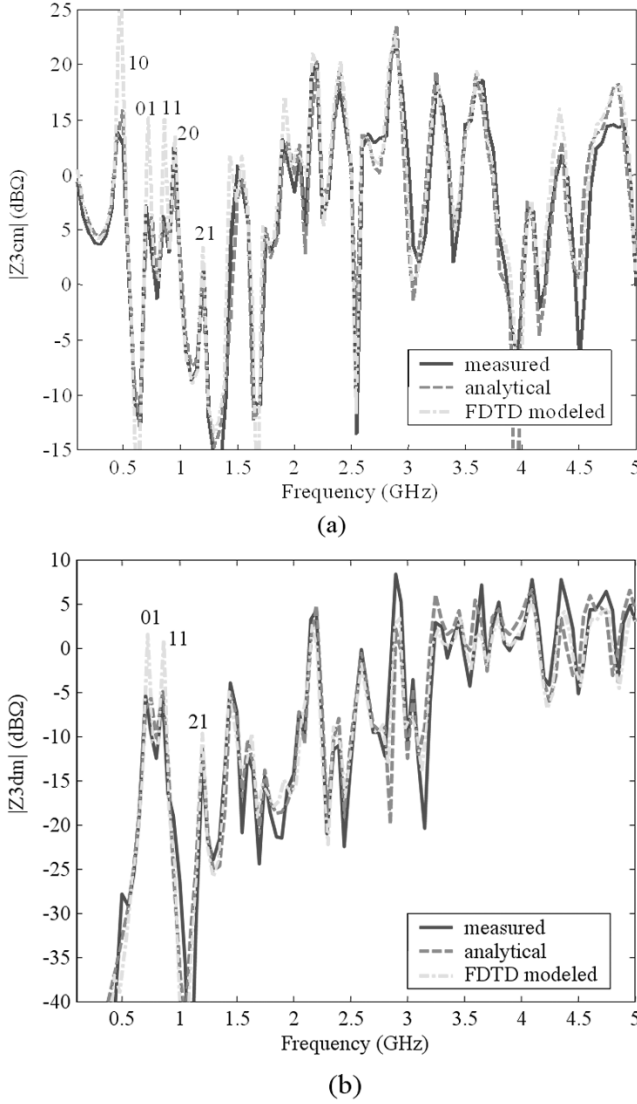 25
20
15
0
5
0
-5
-10
-15
|Z3cm| (dBΩ)
10
01
11
20
21
measured
analytical
FDTD modeled
0.5 1 1.5 2 2.5 3 3.5 4 4.5 5
Frequency (GHz)
(a)
10
5
0
-5
-10
-15
-20
-25
-30
-35
-40
|Z3dm| (dBΩ)
01
11
21
measured
analytical
FDTD modeled
0.5 1 1.5 2 2.5 3 3.5 4 4.5 5
Frequency (GHz)
(b)